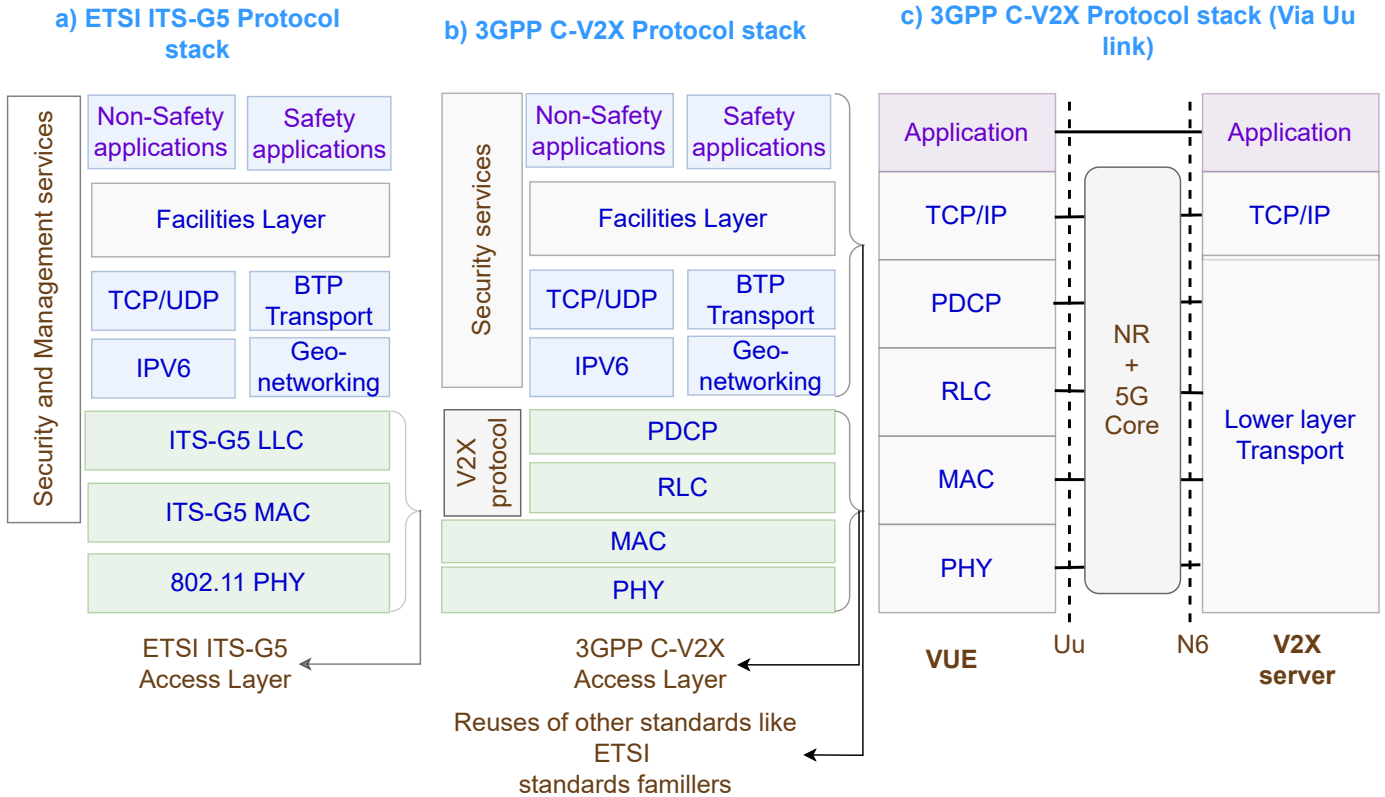 a) ETSI ITS-G5 Protocol
stack
Security and Management services
Non-Safety
applications
Safety
applications
Facilities Layer
TCP/UDP
BTP
Transport
IPV6
Geo-
networking
ITS-G5 LLC
ITS-G5 MAC
802.11 PHY
ETSI ITS-G5
Access Layer
b) 3GPP C-V2X Protocol stack
Security services
Non-Safety
applications
Safety
applications
Facilities Layer
TCP/UDP
BTP
Transport
IPV6
Geo-
networking
V2X
protocol
PDCP
RLC
MAC
PHY
3GPP C-V2X
Access Layer
Reuses of other standards like
ETSI
standards famillers
c) 3GPP C-V2X Protocol stack (Via Uu
link)
Application
TCP/IP
PDCP
RLC
MAC
PHY
VUE
Uu
NR
+
5G
Core
N6
Application
TCP/IP
Lower layer
Transport
V2X
server